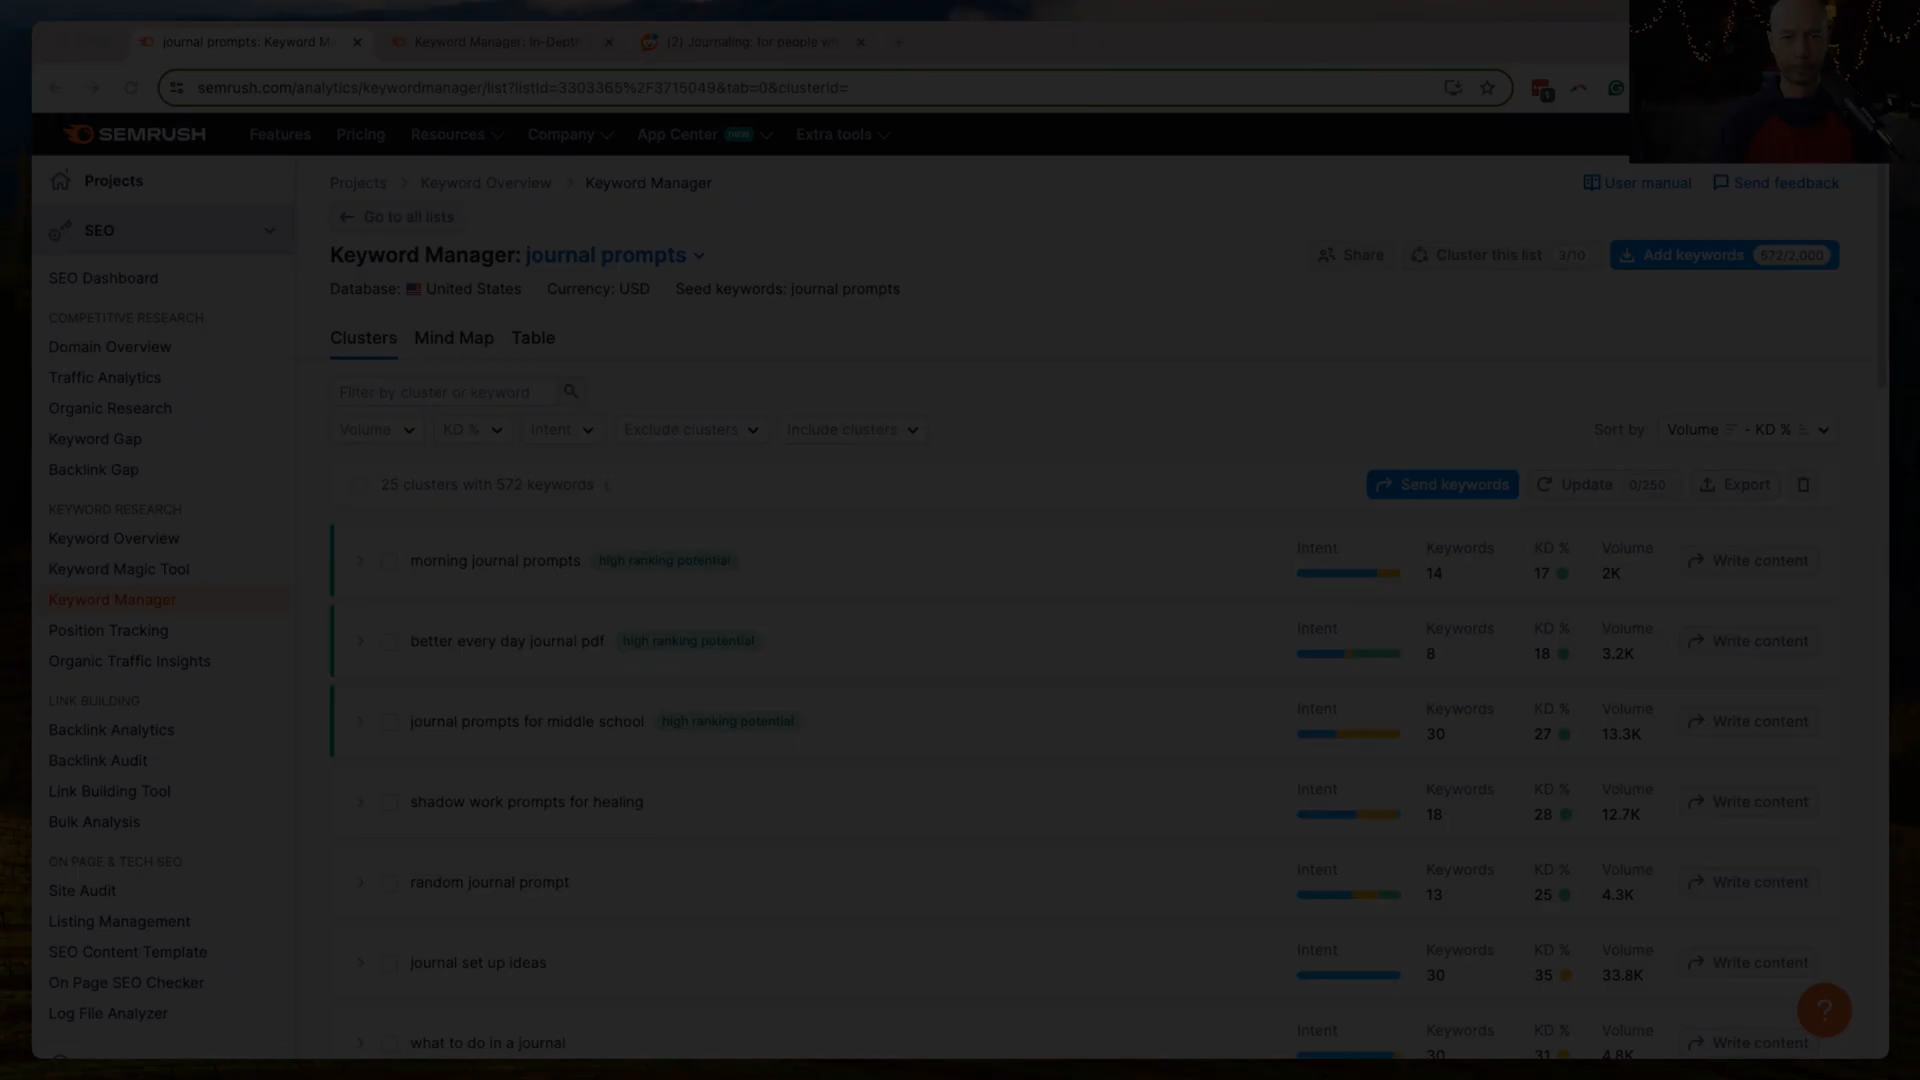 journal prompts: Keyword M
Keyword Manager: In-Depth
(2) Journaling: for people wh
semrush.com/analytics/keywordmanager/list?listId=3303365%2F3715049&tab=0&clusterid=
SEMRUSH
Features
Pricing
Resources
Company
App Center new
Extra tools
Projects
SEO
SEO Dashboard
COMPETITIVE RESEARCH
Domain Overview
Traffic Analytics
Organic Research
Keyword Gap
Backlink Gap
KEYWORD RESEARCH
Keyword Overview
Keyword Magic Tool
Keyword Manager
Position Tracking
Organic Traffic Insights
LINK BUILDING
Backlink Analytics
Backlink Audit
Link Building Tool
Bulk Analysis
ON PAGE & TECH SEO
Site Audit
Listing Management
SEO Content Template
On Page SEO Checker
Log File Analyzer
Projects > Keyword Overview > Keyword Manager
User manual
Send feedback
Go to all lists
Keyword Manager: journal prompts
Share
Cluster this list 3/10
Add keywords 572/2,000
Database: United States Currency: USD Seed keywords: journal prompts
Clusters Mind Map Table
Filter by cluster or keyword
Volume
KD %
Intent
Exclude clusters
Include clusters
Sort by: Volume - KD %
25 clusters with 572 keywords
Send keywords
Update 0/250
Export
morning journal prompts high ranking potential
Intent Keywords KD % Volume
14 17 2K
Write content
better every day journal pdf high ranking potential
Intent Keywords KD % Volume
8 18 3.2K
Write content
journal prompts for middle school high ranking potential
Intent Keywords KD % Volume
30 27 13.3K
Write content
shadow work prompts for healing
Intent Keywords KD % Volume
18 28 12.7K
Write content
random journal prompt
Intent Keywords KD % Volume
13 25 4.3K
Write content
journal set up ideas
Intent Keywords KD % Volume
30 35 33.8K
Write content
what to do in a journal
Intent Keywords KD % Volume
30 31 4.8K
Write content
?